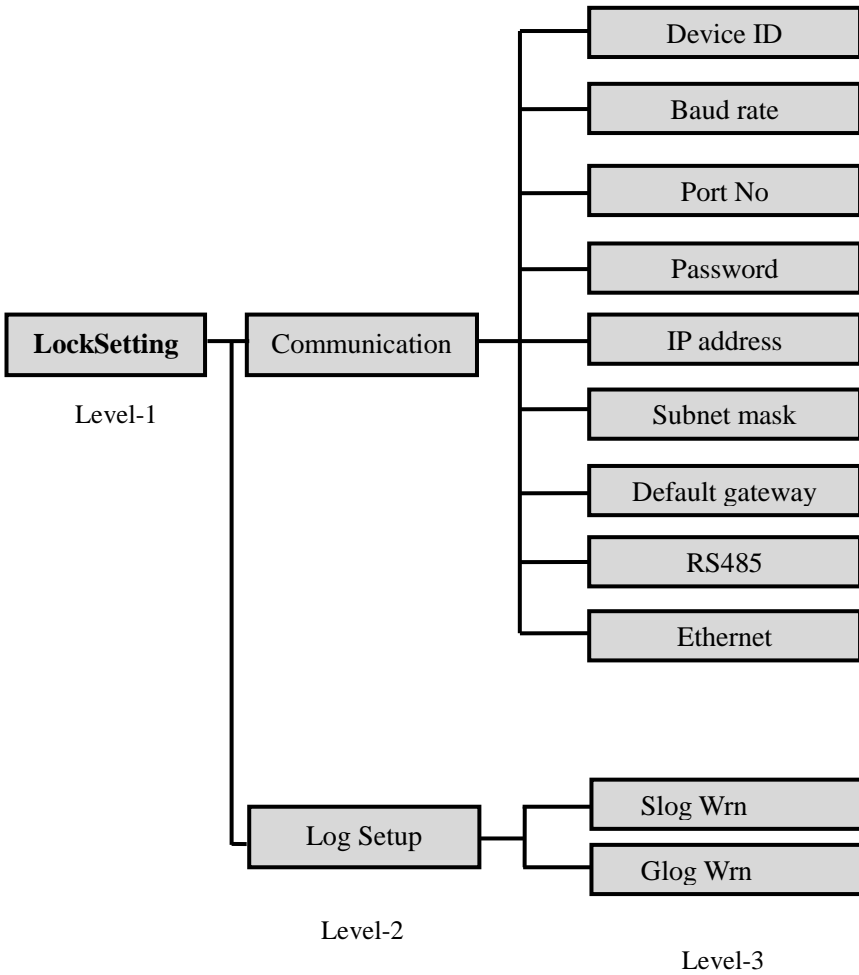 Device ID
Baud rate
Port No
Password
LockSetting
Communication
IP address
Level-1
Subnet mask
Default gateway
RS485
Ethernet
Slog Wrn
Log Setup
Glog Wrn
Level-2
Level-3